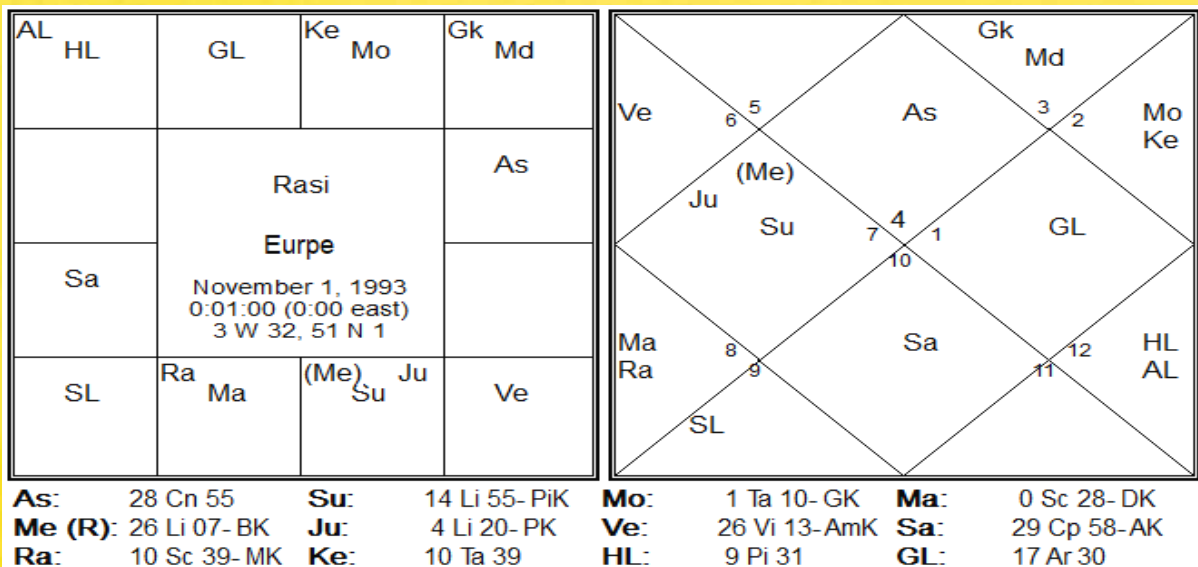 AL HL
GL
Ke Mo
Gk Md
As
Sa
SL
Ra Ma
(Me) Ju Su
Ve
Rasi
Eurpe
November 1, 1993
0:01:00 (0:00 east)
3 W 32, 51 N 1
Gk
Md
Ve 6 5 As 3 2 Mo
Ke
(Me)
Ju
Su 7 4 1 GL
10
Ma 8 Sa 12 HL
Ra 9 11 AL
SL
As: 28 Cn 55 Su: 14 Li 55- PiK Mo: 1 Ta 10- GK Ma: 0 Sc 28- DK
Me (R): 26 Li 07- BK Ju: 4 Li 20- PK Ve: 26 Vi 13- AmK Sa: 29 Cp 58- AK
Ra: 10 Sc 39- MK Ke: 10 Ta 39 HL: 9 Pi 31 GL: 17 Ar 30